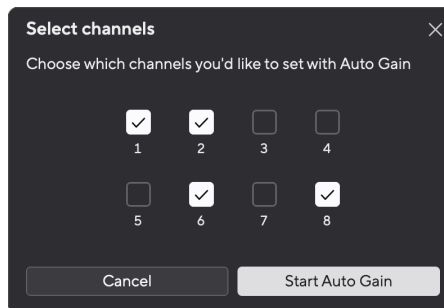 Select channels
Choose which channels you'd like to set with Auto Gain
1 2 3 4
5 6 7 8
Cancel Start Auto Gain